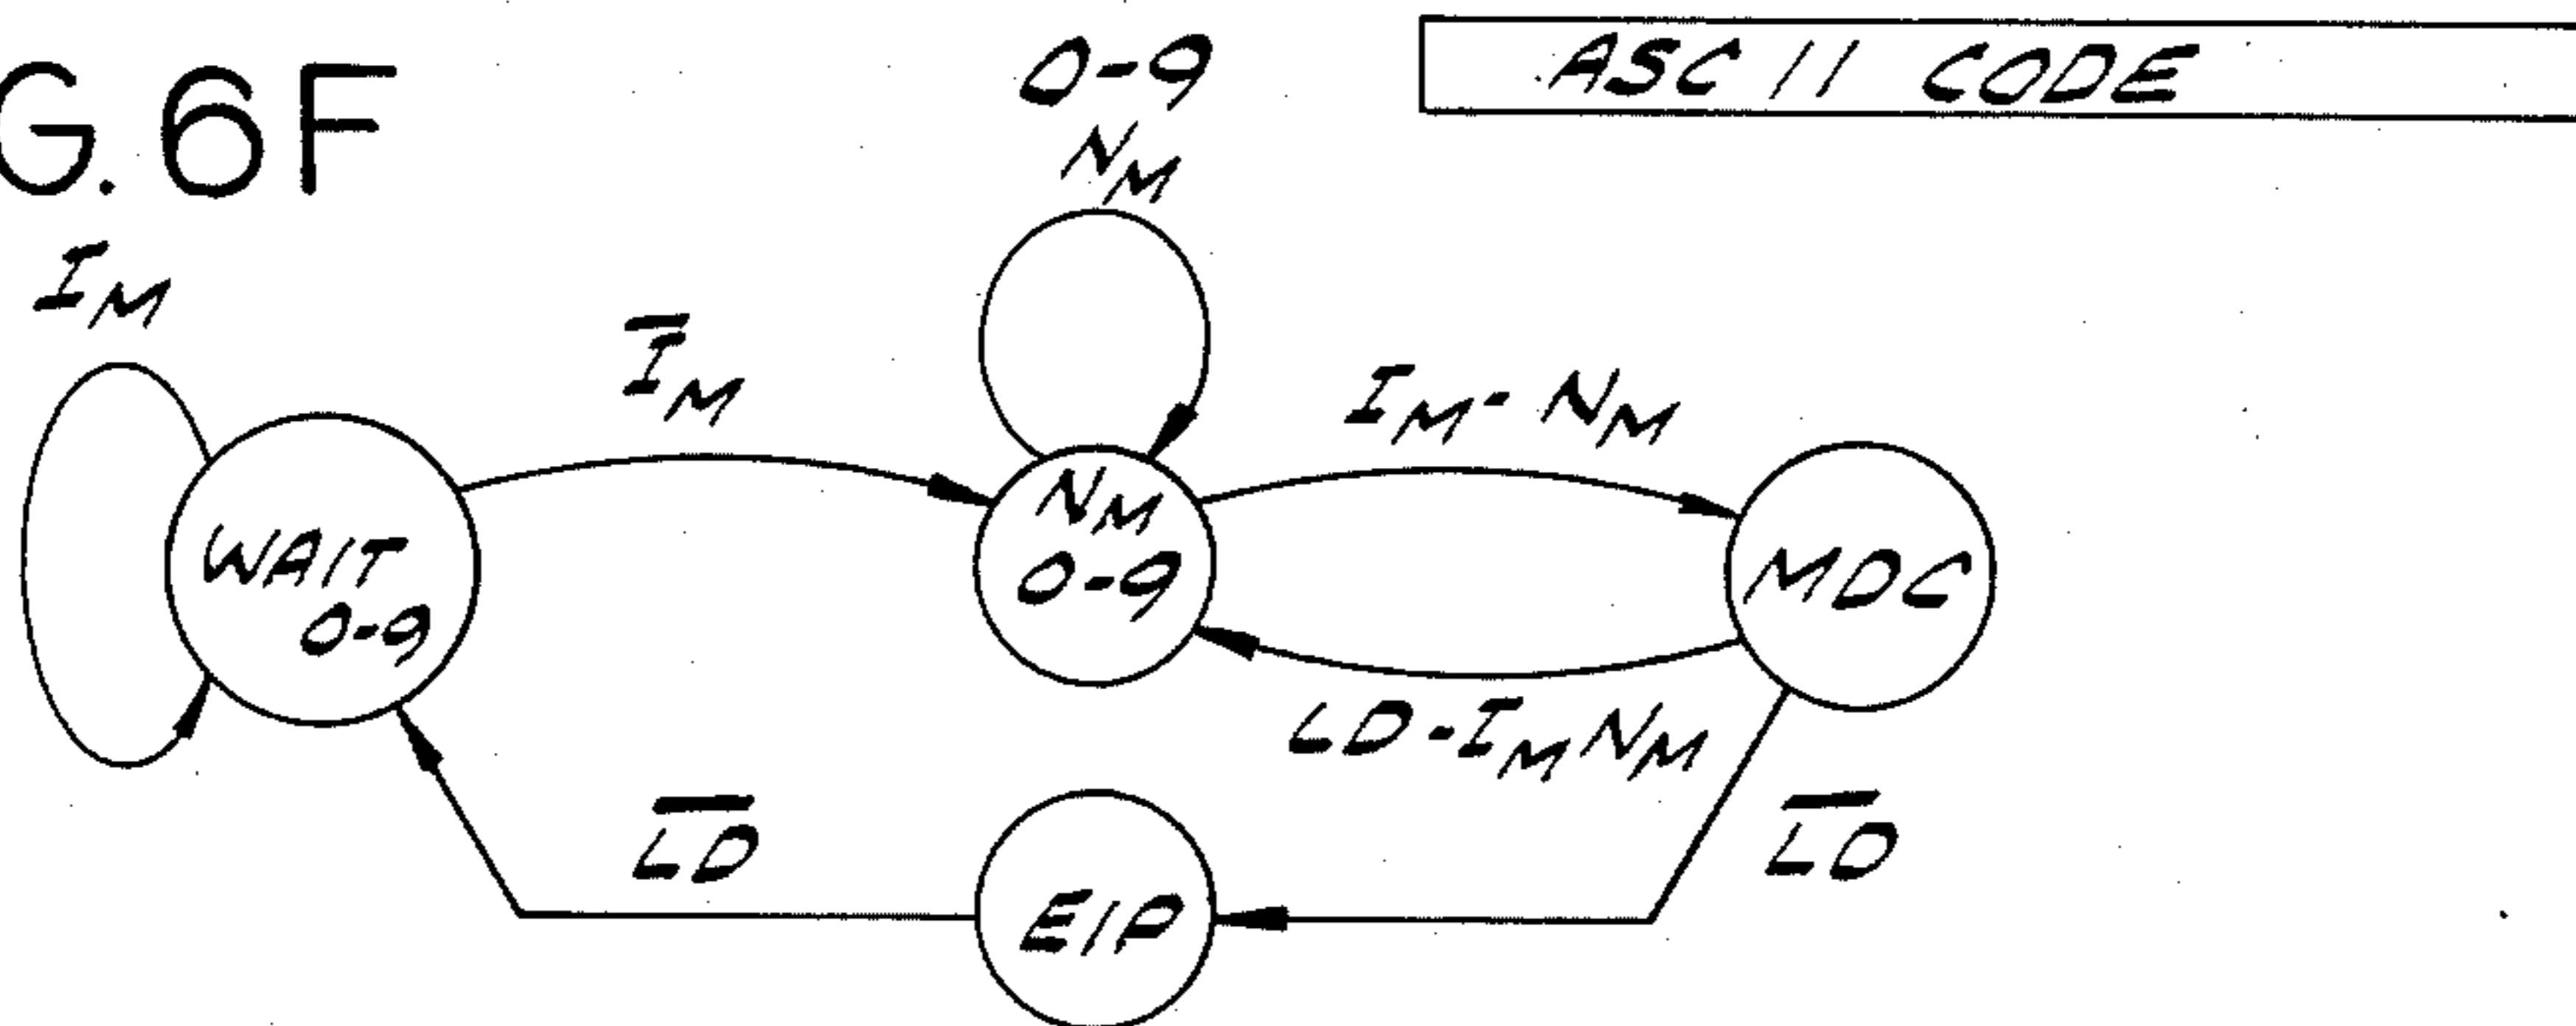 G. 6F
ASC II CODE
0-9
N_M
I_M
I̅_M
I_M - N_M
WAIT
0-9
N_M
0-9
MDC
LD - I_M N_M
L̅D̅
L̅D̅
EIP